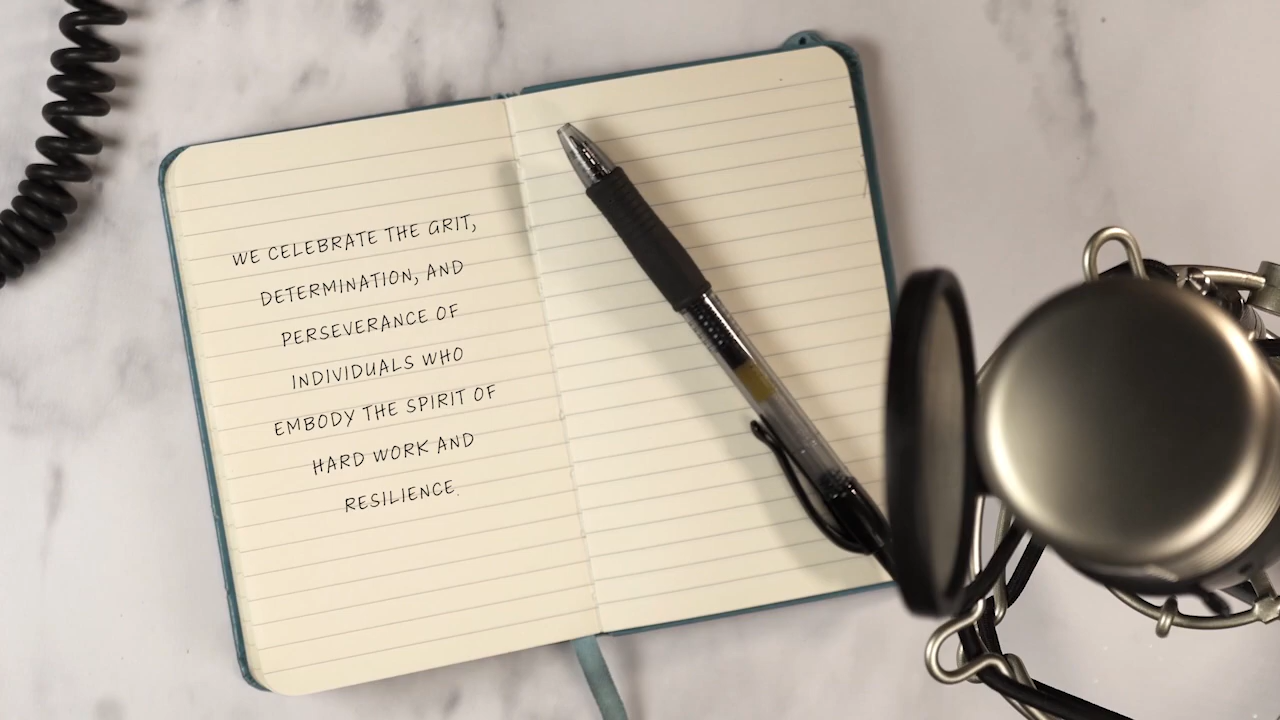 WE CELEBRATE THE GRIT,
DETERMINATION, AND
PERSEVERANCE OF
INDIVIDUALS WHO
EMBODY THE SPIRIT OF
HARD WORK AND
RESILIENCE.